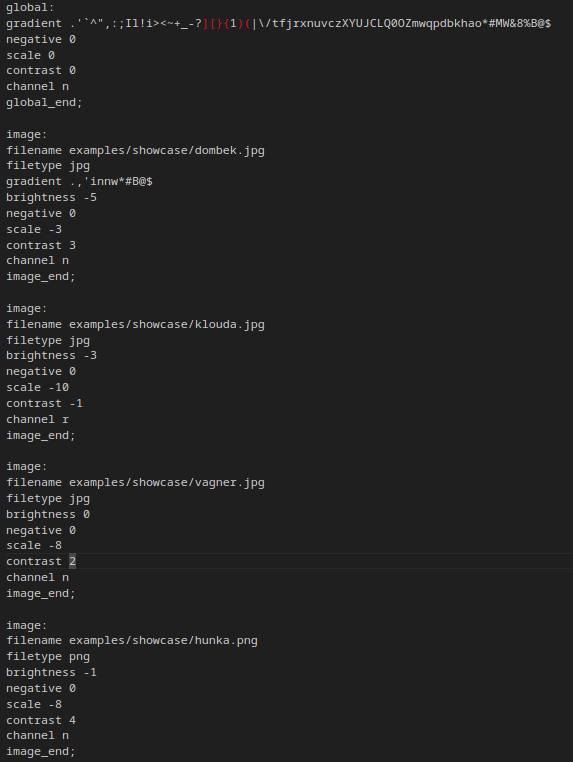 global:
gradient .'`^",:;Il!i><~+_-?][}{1)(|\/tfjrxnuvczXYUJCLQ0OZmwqpdbkhao*#MW&8%B@$
negative 0
scale 0
contrast 0
channel n
global_end;

image:
filename examples/showcase/dombek.jpg
filetype jpg
gradient .,'innw*#B@$
brightness -5
negative 0
scale -3
contrast 3
channel n
image_end;

image:
filename examples/showcase/klouda.jpg
filetype jpg
brightness -3
negative 0
scale -10
contrast -1
channel r
image_end;

image:
filename examples/showcase/vagner.jpg
filetype jpg
brightness 0
negative 0
scale -8
contrast 2
channel n
image_end;

image:
filename examples/showcase/hunka.png
filetype png
brightness -1
negative 0
scale -8
contrast 4
channel n
image_end;